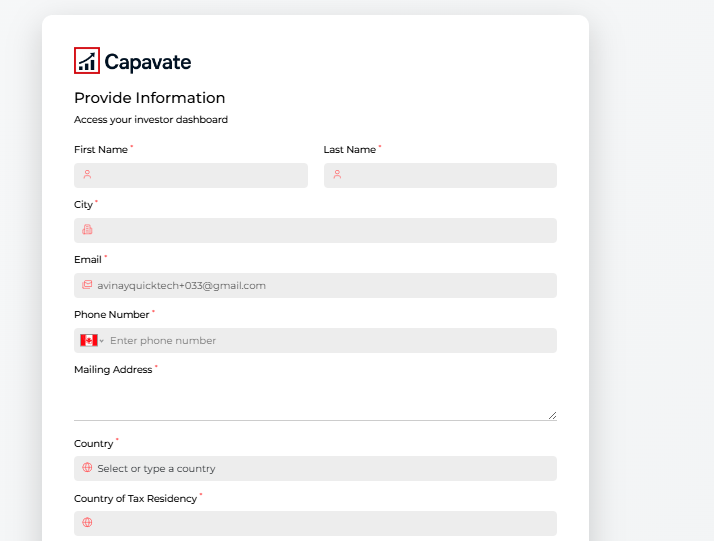 Capavate
Provide Information
Access your investor dashboard
First Name *
Last Name *
City *
Email *
avinayquicktech+033@gmail.com
Phone Number *
Enter phone number
Mailing Address *
Country *
Select or type a country
Country of Tax Residency *